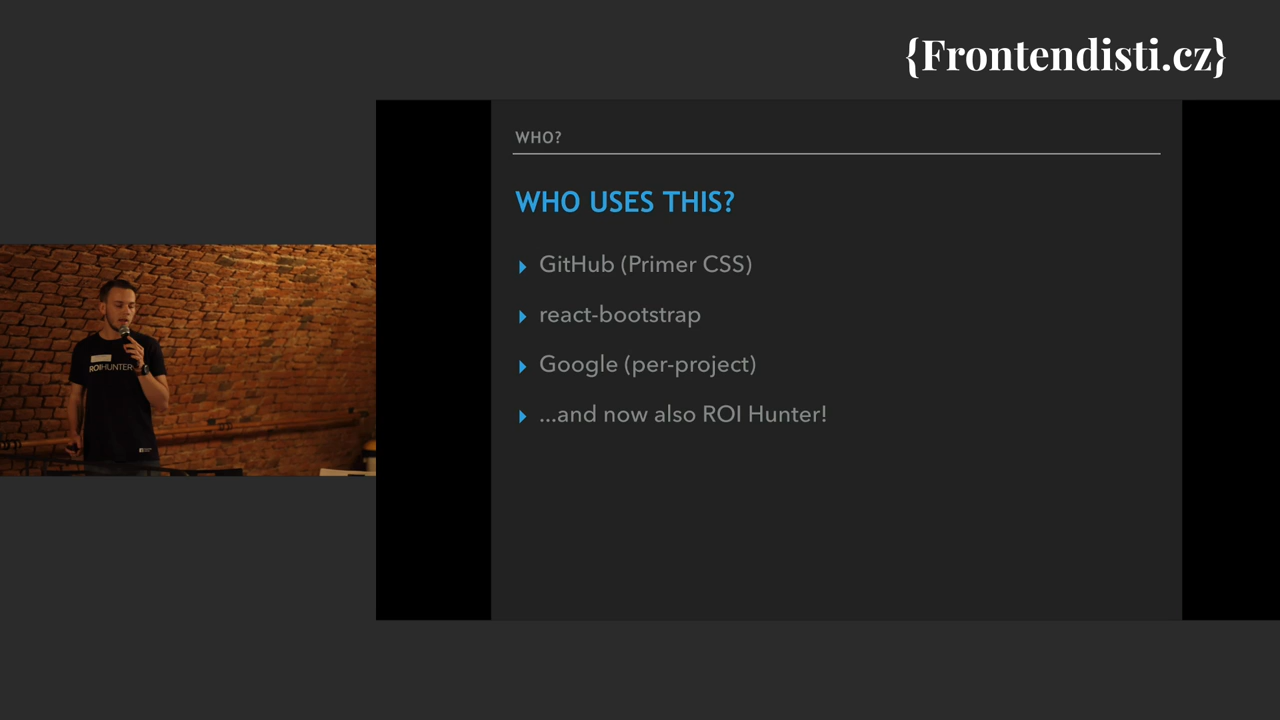 {Frontendisti.cz}
WHO?
WHO USES THIS?
GitHub (Primer CSS)
react-bootstrap
Google (per-project)
...and now also ROI Hunter!
ROIHUNTER